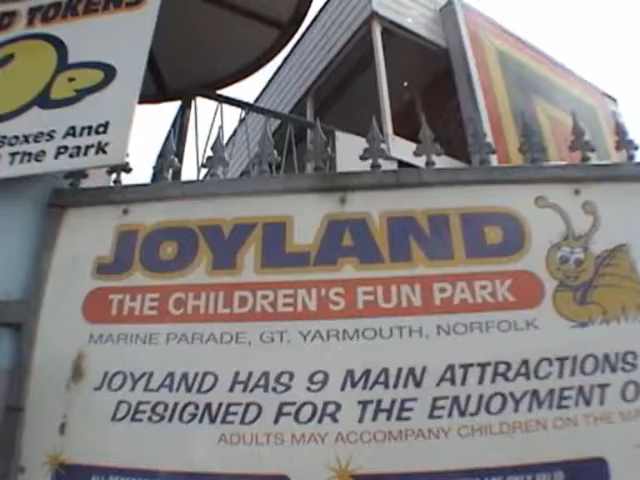 D TOKENS
Boxes And
The Park
JOYLAND
THE CHILDREN'S FUN PARK
MARINE PARADE, GT. YARMOUTH, NORFOLK
JOYLAND HAS 9 MAIN ATTRACTIONS
DESIGNED FOR THE ENJOYMENT O
ADULTS MAY ACCOMPANY CHILDREN ON THE